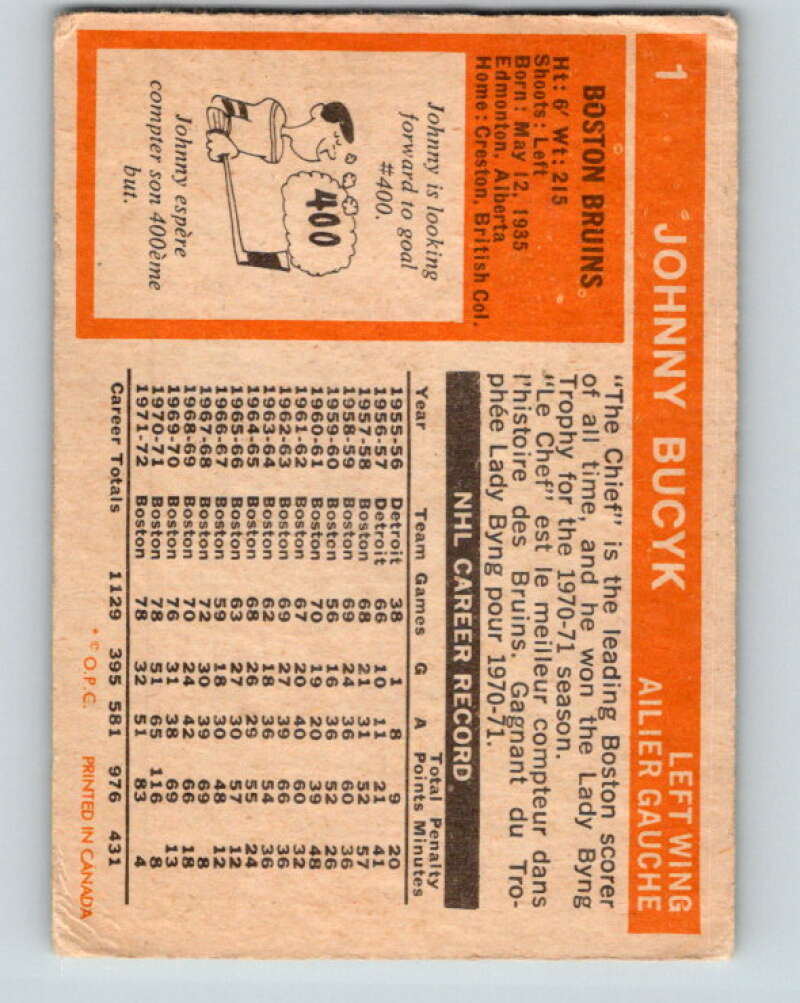 1
JOHNNY BUCYK
LEFT WING
AILIER GAUCHE
BOSTON BRUINS
Ht: 6' Wt: 215
Shoots: Left
Born: May 12, 1935
Edmonton, Alberta
Home: Creston, British Col.
Johnny is looking
forward to goal
#400.
400
Johnny espère
compter son 400ème
but.
"The Chief" is the leading Boston scorer
of all time, and he won the Lady Byng
Trophy for the 1970-71 season.
"Le Chef" est le meilleur compteur dans
l'histoire des Bruins. Gagnant du Tro-
phée Lady Byng pour 1970-71.
NHL CAREER RECORD
Total Penalty
Year Team Games G A Points Minutes
1955-56 Detroit 38 1 8 9 20
1956-57 Detroit 66 10 11 21 41
1957-58 Boston 68 21 31 52 57
1958-59 Boston 69 24 36 60 36
1959-60 Boston 56 16 36 52 26
1960-61 Boston 70 19 20 39 48
1961-62 Boston 67 20 40 60 32
1962-63 Boston 69 27 39 66 36
1963-64 Boston 62 18 36 54 36
1964-65 Boston 68 26 29 55 24
1965-66 Boston 63 27 30 57 12
1966-67 Boston 59 18 30 48 12
1967-68 Boston 72 30 39 69 8
1968-69 Boston 70 24 42 66 18
1969-70 Boston 76 31 38 69 13
1970-71 Boston 78 51 65 116 8
1971-72 Boston 78 32 51 83 4
Career Totals 1129 395 581 976 431
* © O.P.C. PRINTED IN CANADA